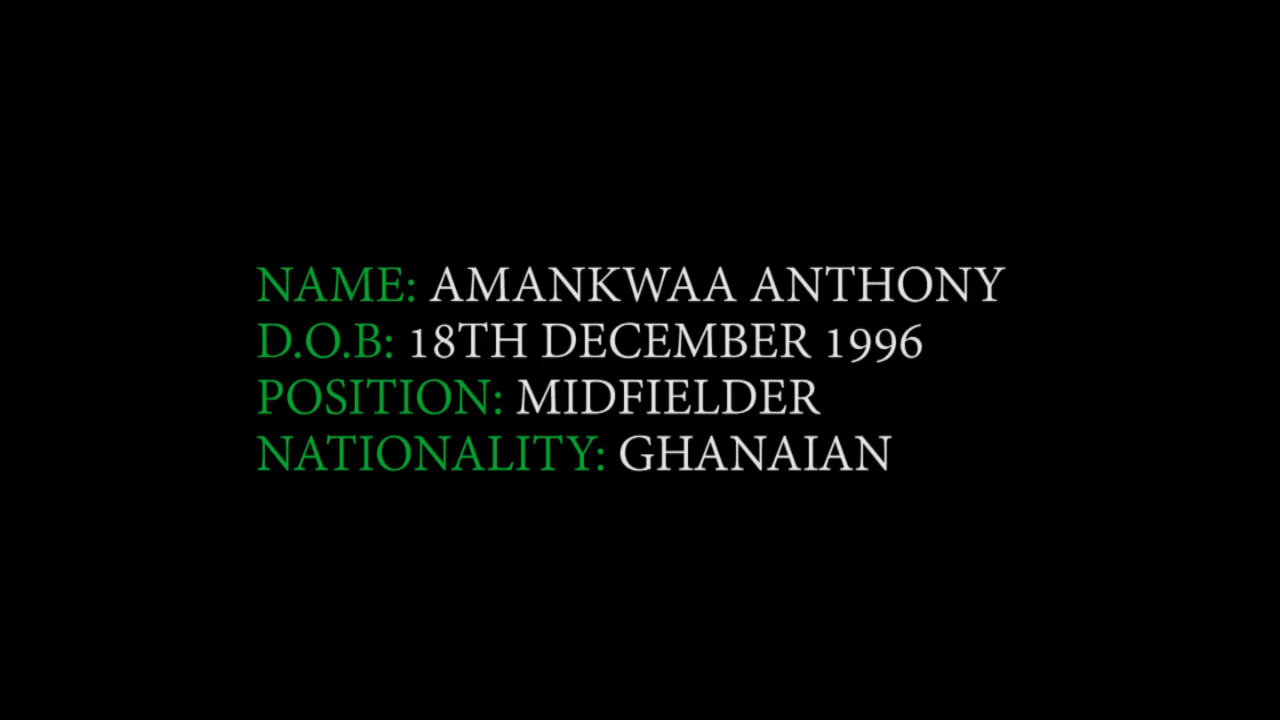 NAME: AMANKWAA ANTHONY
D.O.B: 18TH DECEMBER 1996
POSITION: MIDFIELDER
NATIONALITY: GHANAIAN